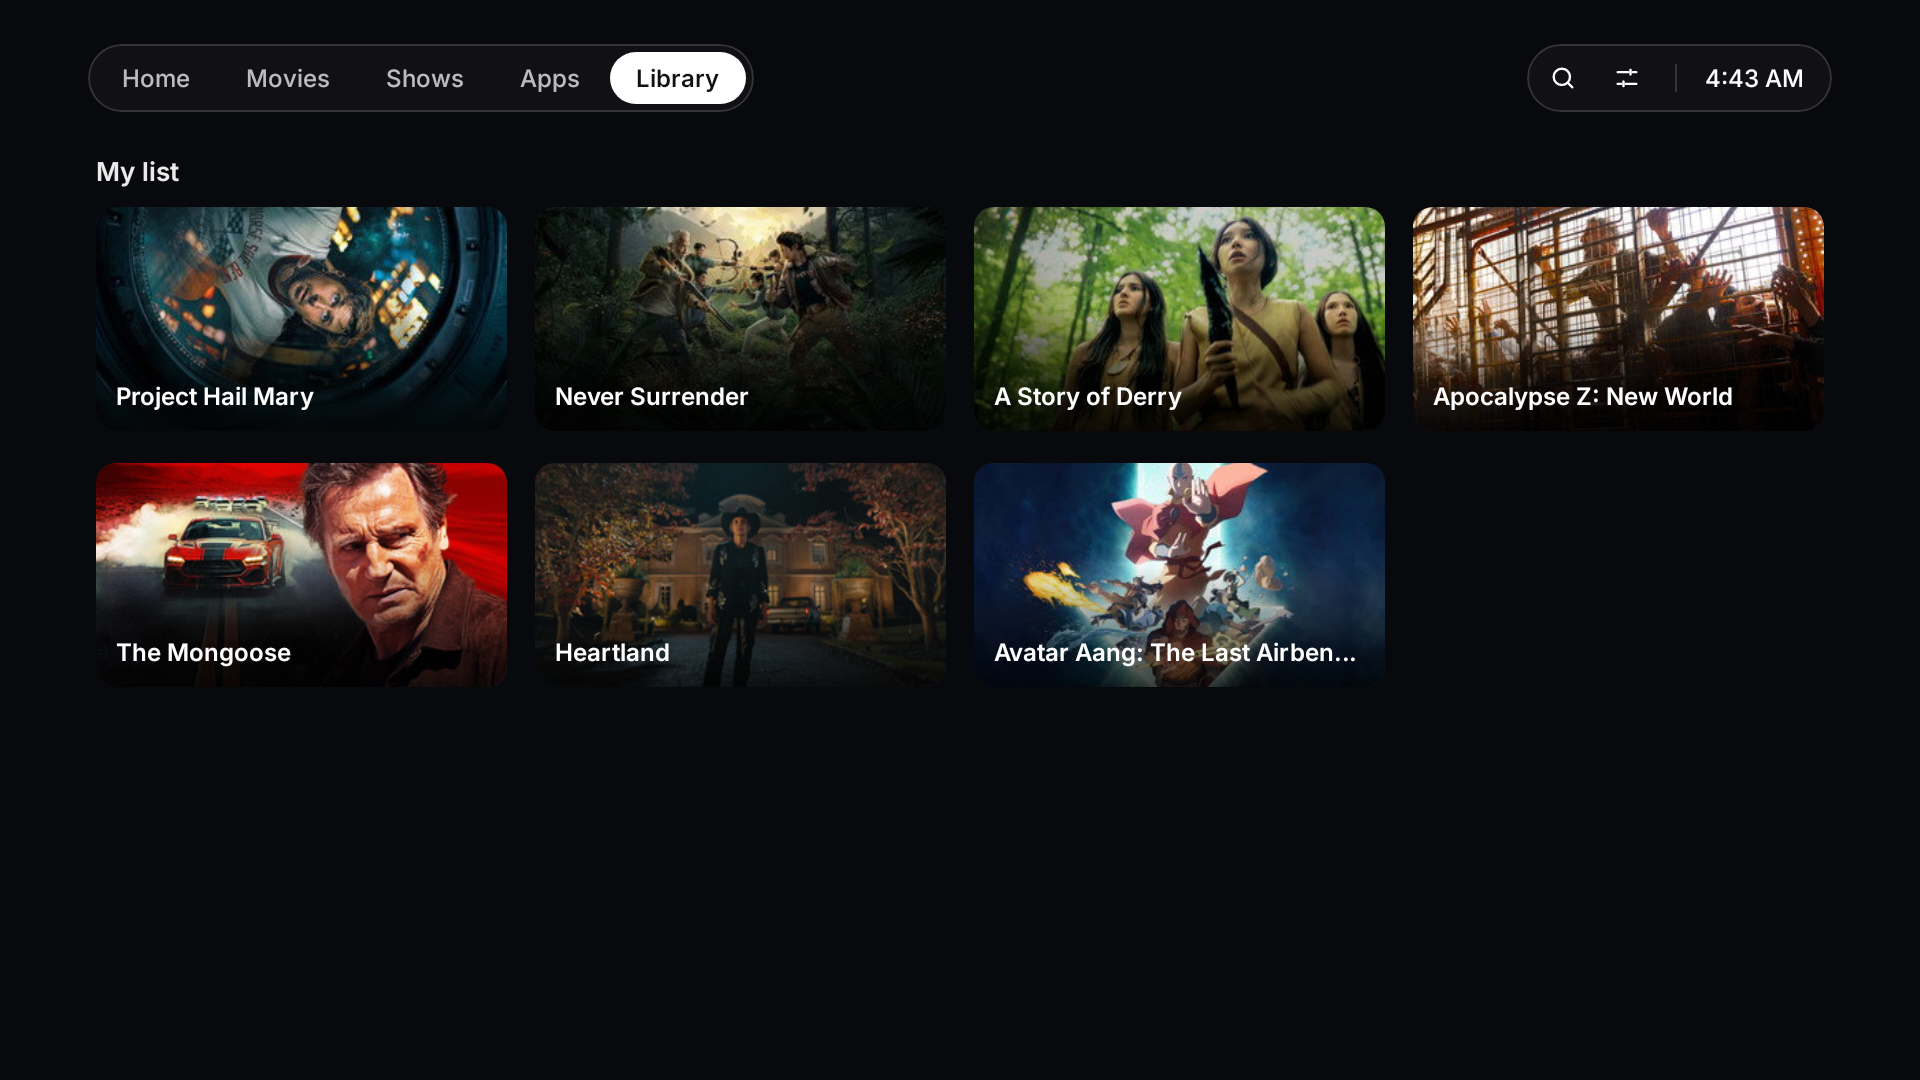 Home
Movies
Shows
Apps
Library
4:43 AM
My list
Project Hail Mary
Never Surrender
A Story of Derry
Apocalypse Z: New World
The Mongoose
Heartland
Avatar Aang: The Last Airben...